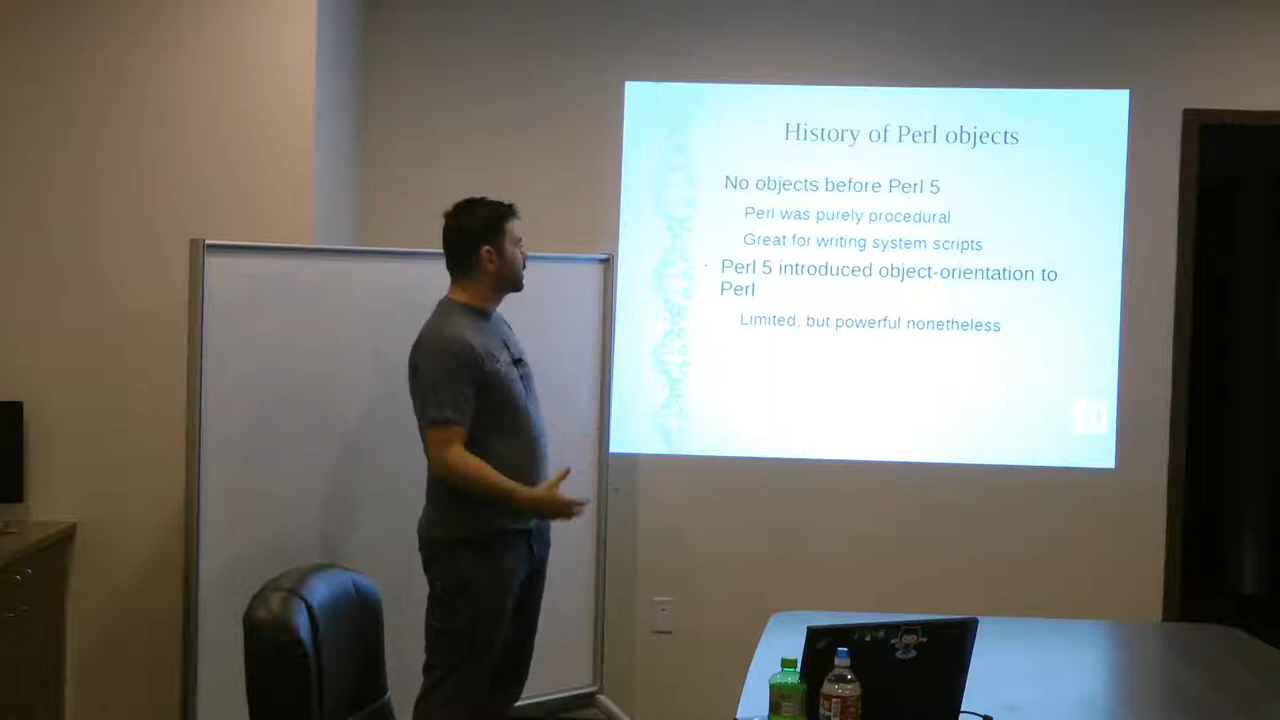 History of Perl objects
No objects before Perl 5
Perl was purely procedural
Great for writing system scripts
Perl 5 introduced object-orientation to
Perl
Limited, but powerful nonetheless